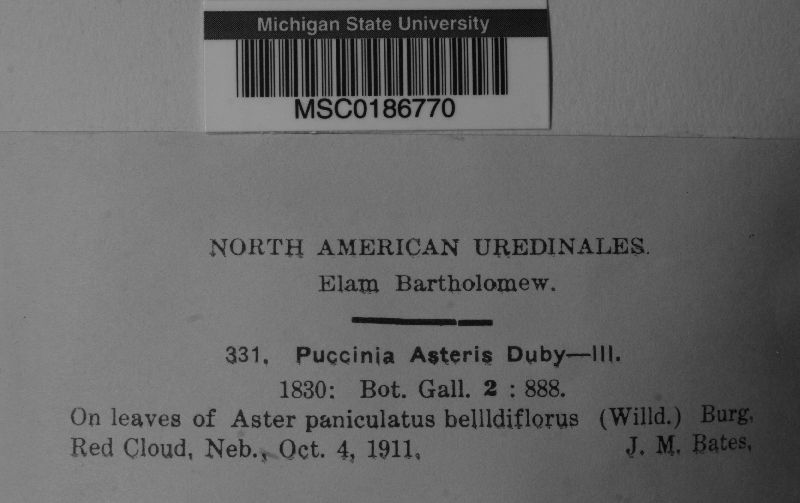 Michigan State University
MSC0186770
NORTH AMERICAN UREDINALES.
Elam Bartholomew.
331. Puccinia Asteris Duby—III.
1830: Bot. Gall. 2 : 888.
On leaves of Aster paniculatus bellldiflorus (Willd.) Burg.
Red Cloud, Neb., Oct. 4, 1911. J. M. Bates.